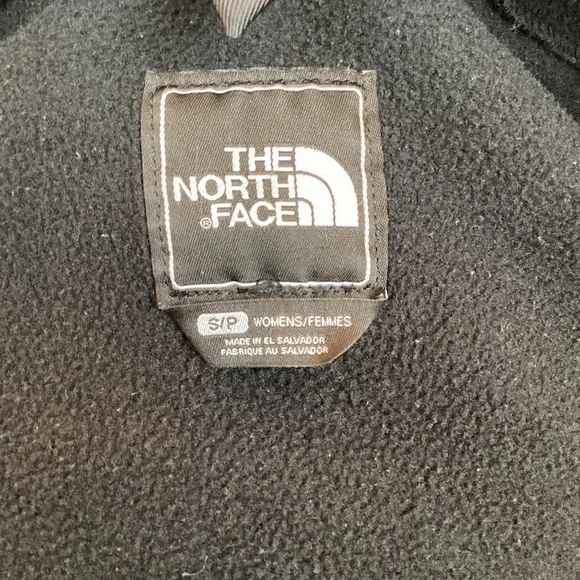 THE
NORTH
®FACE
S/P WOMENS/FEMMES
MADE IN EL SALVADOR
FABRIQUE AU SALVADOR